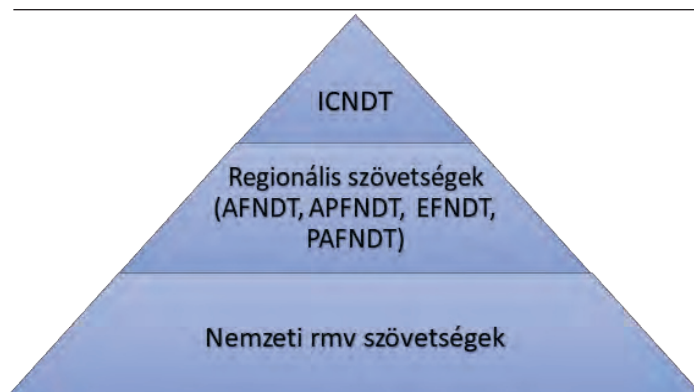 ICNDT
Regionális szövetségek
(AFNDT, APFNDT, EFNDT,
PAFNDT)
Nemzeti rmv szövetségek